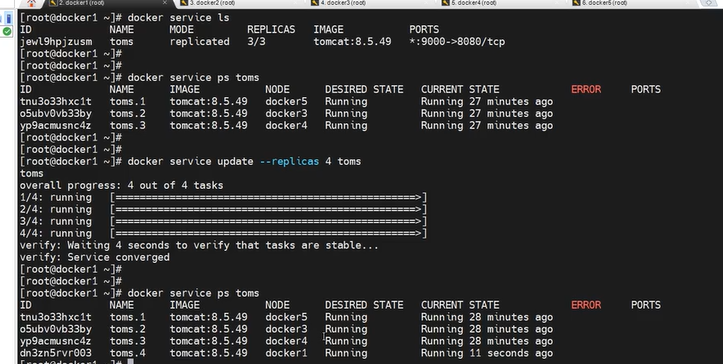 2. docker1 (root)
3. docker2 (root)
4. docker3 (root)
5. docker4 (root)
6. docker5 (root)
[root@docker1 ~]# docker service ls
ID NAME MODE REPLICAS IMAGE PORTS
jewl9hpjzusm toms replicated 3/3 tomcat:8.5.49 *:9000->8080/tcp
[root@docker1 ~]#
[root@docker1 ~]#
[root@docker1 ~]# docker service ps toms
ID NAME IMAGE NODE DESIRED STATE CURRENT STATE ERROR PORTS
tnu3o33hxc1t toms.1 tomcat:8.5.49 docker5 Running Running 27 minutes ago
o5ubv0vb33by toms.2 tomcat:8.5.49 docker3 Running Running 27 minutes ago
yp9acmusnc4z toms.3 tomcat:8.5.49 docker4 Running Running 27 minutes ago
[root@docker1 ~]#
[root@docker1 ~]#
[root@docker1 ~]# docker service update --replicas 4 toms
toms
overall progress: 4 out of 4 tasks
1/4: running [==================================================>]
2/4: running [==================================================>]
3/4: running [==================================================>]
4/4: running [==================================================>]
verify: Waiting 4 seconds to verify that tasks are stable...
verify: Service converged
[root@docker1 ~]#
[root@docker1 ~]#
[root@docker1 ~]# docker service ps toms
ID NAME IMAGE NODE DESIRED STATE CURRENT STATE ERROR PORTS
tnu3o33hxc1t toms.1 tomcat:8.5.49 docker5 Running Running 28 minutes ago
o5ubv0vb33by toms.2 tomcat:8.5.49 docker3 Running Running 28 minutes ago
yp9acmusnc4z toms.3 tomcat:8.5.49 docker4 Running Running 28 minutes ago
dn3zn5rvr003 toms.4 tomcat:8.5.49 docker1 Running Running 11 seconds ago
[root@docker1 ~]#